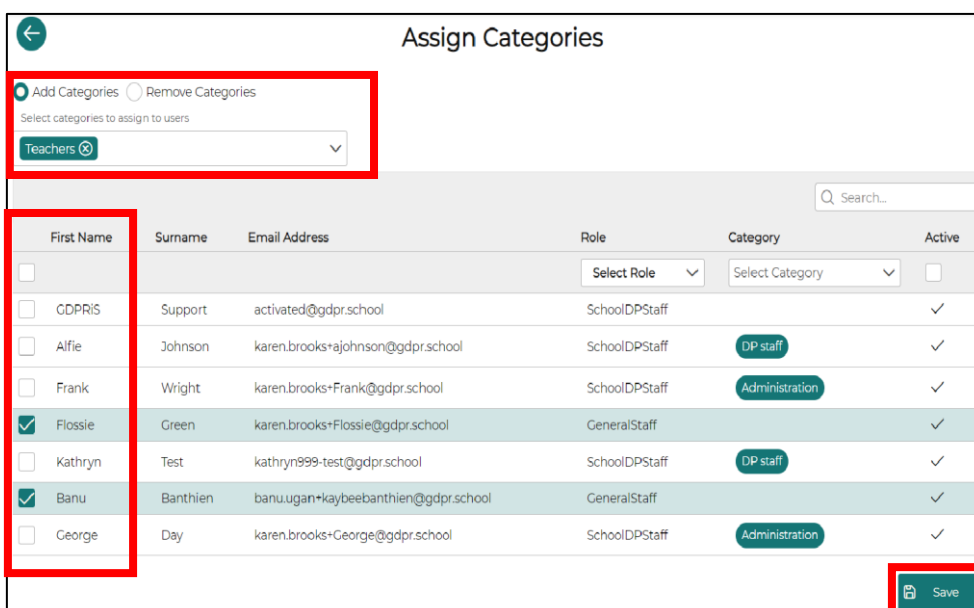 Assign Categories
Add Categories Remove Categories
Select categories to assign to users
Teachers
Search...
First Name Surname Email Address Role Category Active
Select Role Select Category
GDPRiS Support activated@gdpr.school SchoolDPStaff
Alfie Johnson karen.brooks+ajohnson@gdpr.school SchoolDPStaff DP staff
Frank Wright karen.brooks+Frank@gdpr.school SchoolDPStaff Administration
Flossie Green karen.brooks+Flossie@gdpr.school GeneralStaff
Kathryn Test kathryn999-test@gdpr.school SchoolDPStaff DP staff
Banu Banthien banu.ugan+kaybeebanthien@gdpr.school GeneralStaff
George Day karen.brooks+George@gdpr.school SchoolDPStaff Administration
Save